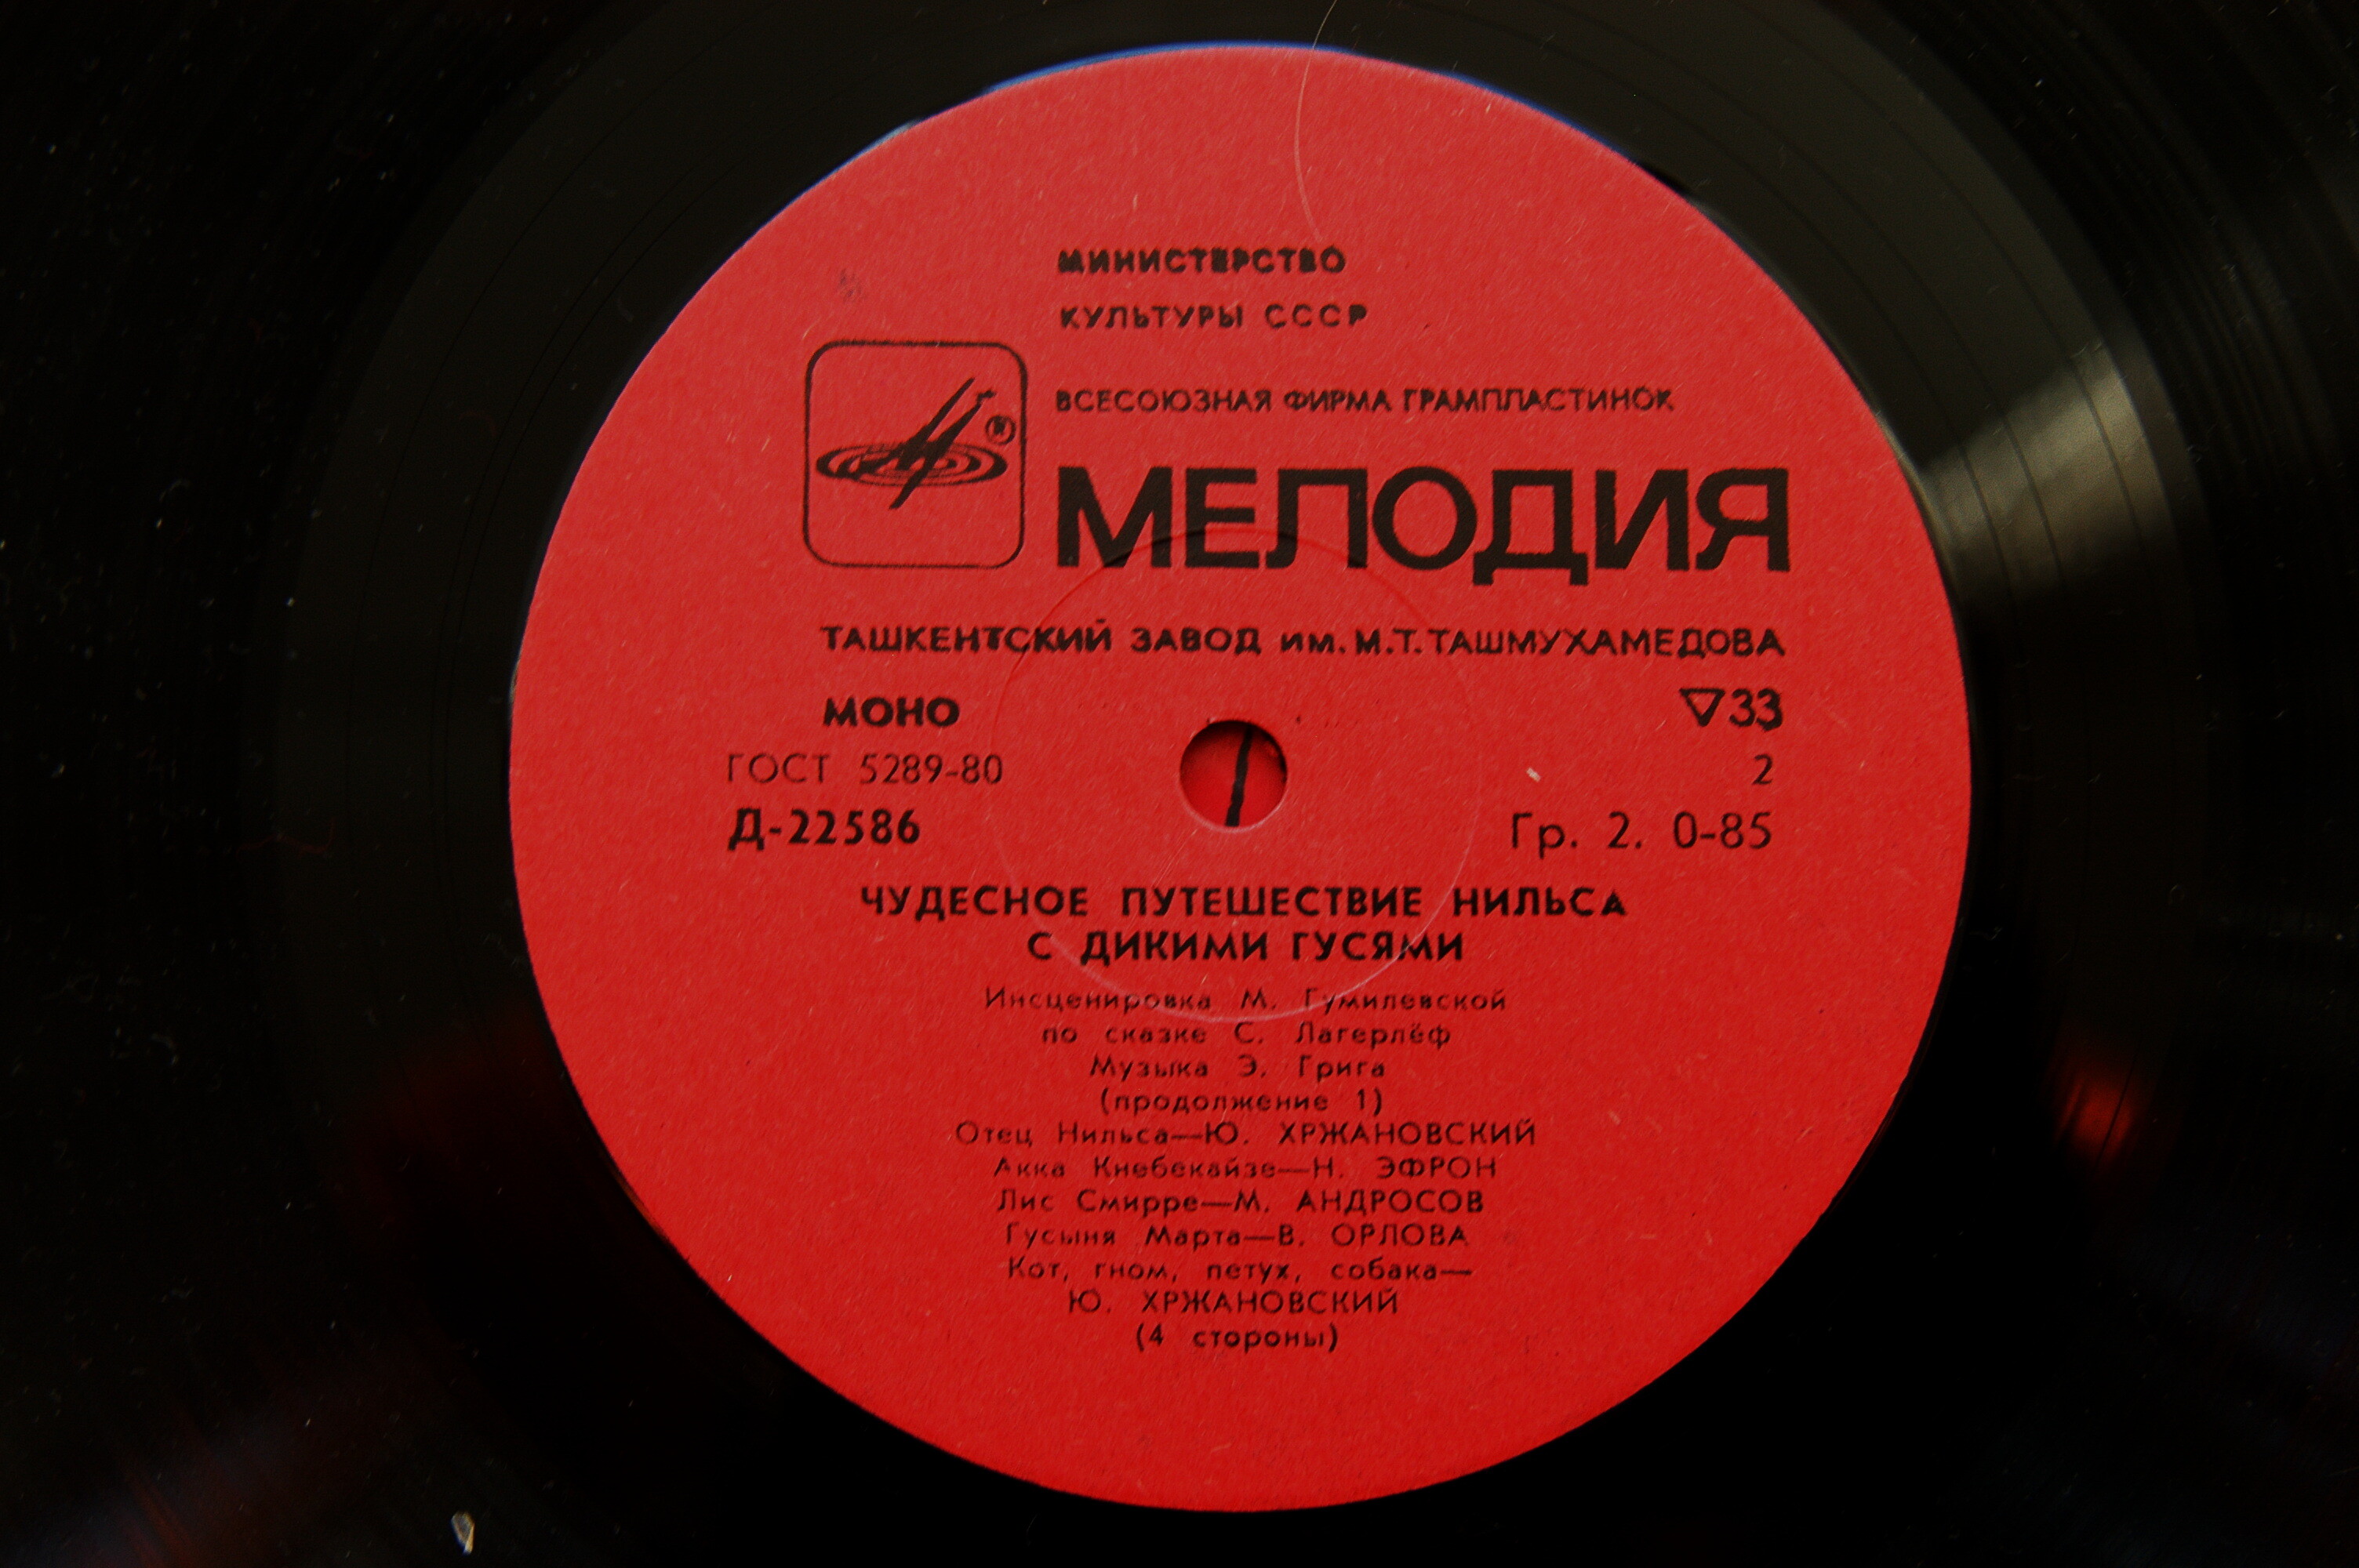 МИНИСТЕРСТВО
КУЛЬТУРЫ СССР
ВСЕСОЮЗНАЯ ФИРМА ГРАМПЛАСТИНОК
МЕЛОДИЯ
ТАШКЕНТСКИЙ ЗАВОД им. М.Т. ТАШМУХАМЕДОВА
МОНО ▽33
ГОСТ 5289-80 2
Д-22586 Гр. 2. 0-85
ЧУДЕСНОЕ ПУТЕШЕСТВИЕ НИЛЬСА
С ДИКИМИ ГУСЯМИ
Инсценировка М. Гумилевской
по сказке С. Лагерлёф
Музыка Э. Грига
(продолжение 1)
Отец Нильса—Ю. ХРЖАНОВСКИЙ
Акка Кнебекайзе—Н. ЭФРОН
Лис Смирре—М. АНДРОСОВ
Гусыня Марта—В. ОРЛОВА
Кот, гном, петух, собака—
Ю. ХРЖАНОВСКИЙ
(4 стороны)